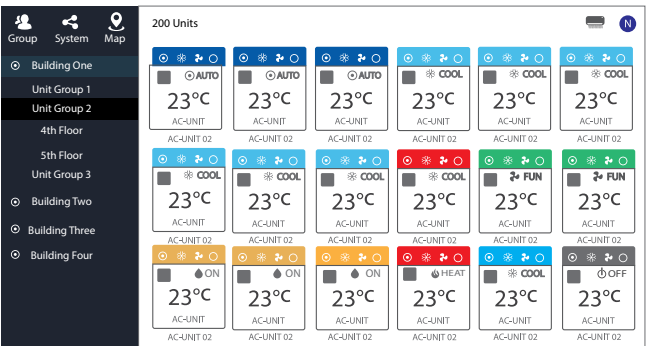 Group System Map
200 Units
N
Building One
Unit Group 1
Unit Group 2
4th Floor
5th Floor
Unit Group 3
Building Two
Building Three
Building Four
AUTO AUTO AUTO COOL COOL COOL
23°C 23°C 23°C 23°C 23°C 23°C
AC-UNIT AC-UNIT AC-UNIT AC-UNIT AC-UNIT AC-UNIT
AC-UNIT 02 AC-UNIT 02 AC-UNIT 02 AC-UNIT 02 AC-UNIT 02 AC-UNIT 02
COOL COOL COOL COOL FUN FUN
23°C 23°C 23°C 23°C 23°C 23°C
AC-UNIT AC-UNIT AC-UNIT AC-UNIT AC-UNIT AC-UNIT
AC-UNIT 02 AC-UNIT 02 AC-UNIT 02 AC-UNIT 02 AC-UNIT 02 AC-UNIT 02
ON ON ON HEAT COOL OFF
23°C 23°C 23°C 23°C 23°C 23°C
AC-UNIT AC-UNIT AC-UNIT AC-UNIT AC-UNIT AC-UNIT
AC-UNIT 02 AC-UNIT 02 AC-UNIT 02 AC-UNIT 02 AC-UNIT 02 AC-UNIT 02